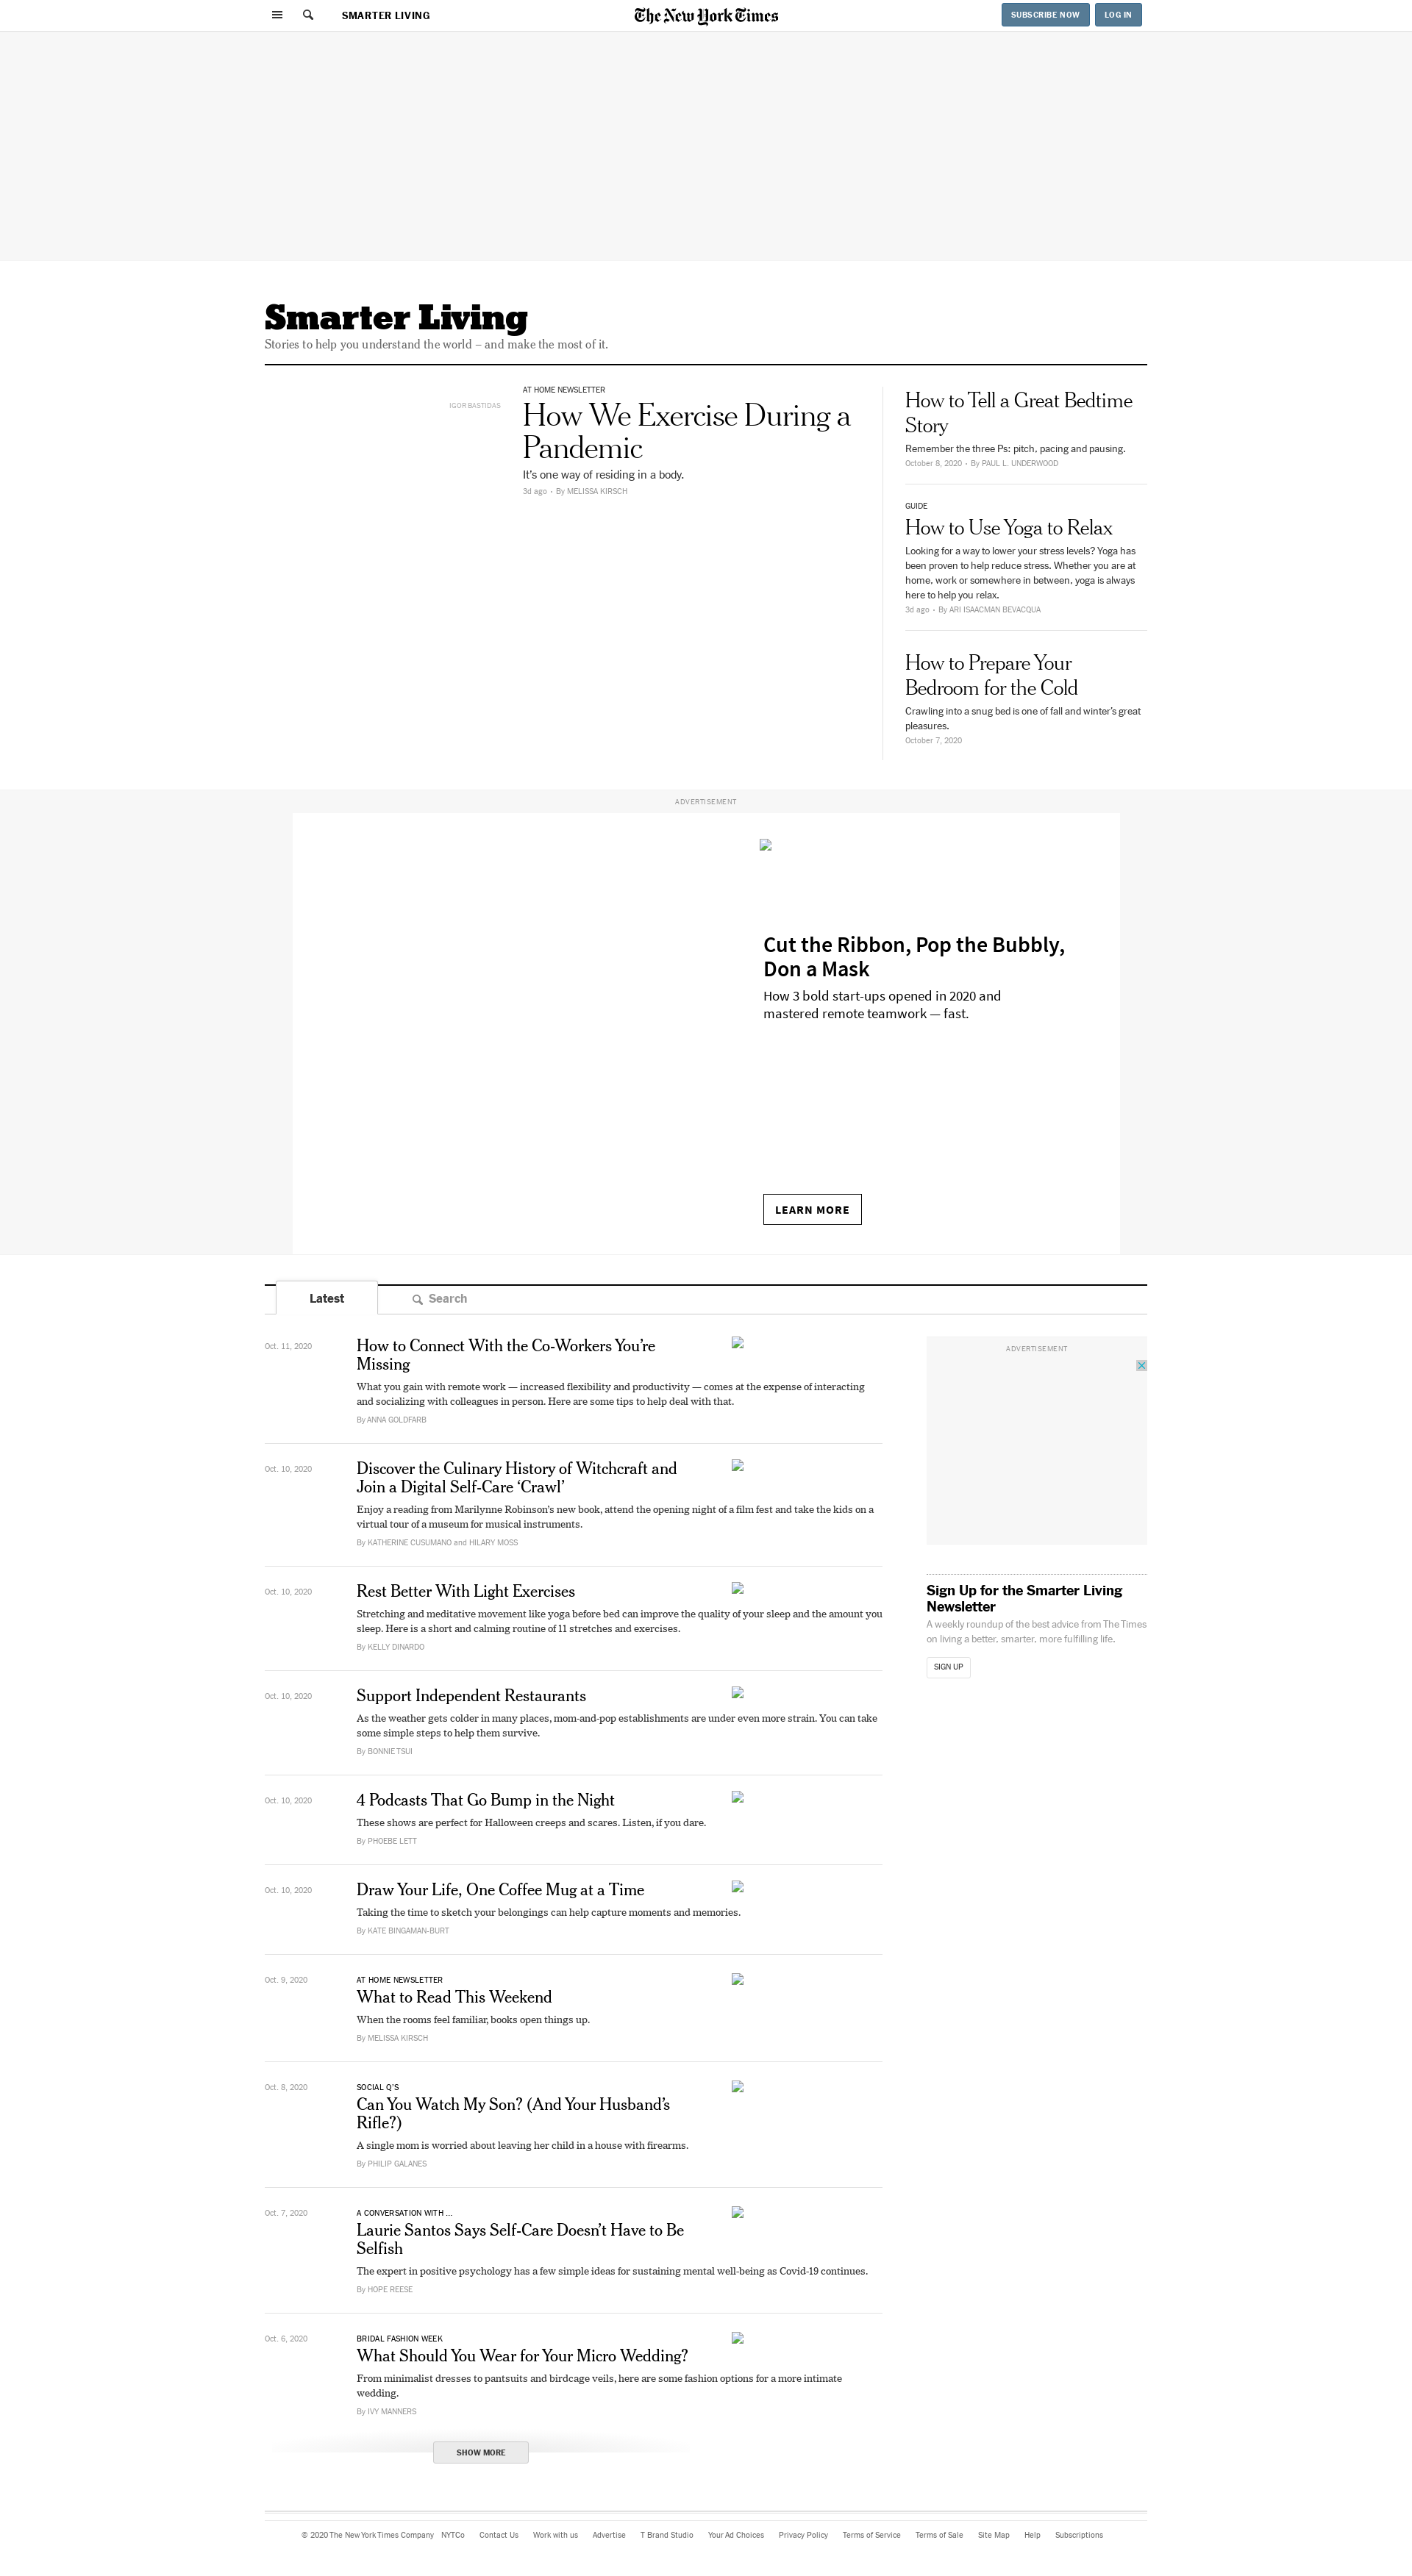 SMARTER LIVING
The New York Times
SUBSCRIBE NOW
LOG IN
Smarter Living
Stories to help you understand the world – and make the most of it.
IGOR BASTIDAS
AT HOME NEWSLETTER
How We Exercise During a
Pandemic
It’s one way of residing in a body.
3d ago • By MELISSA KIRSCH
How to Tell a Great Bedtime
Story
Remember the three Ps: pitch, pacing and pausing.
October 8, 2020 • By PAUL L. UNDERWOOD
GUIDE
How to Use Yoga to Relax
Looking for a way to lower your stress levels? Yoga has
been proven to help reduce stress. Whether you are at
home, work or somewhere in between, yoga is always
here to help you relax.
3d ago • By ARI ISAACMAN BEVACQUA
How to Prepare Your
Bedroom for the Cold
Crawling into a snug bed is one of fall and winter’s great
pleasures.
October 7, 2020
ADVERTISEMENT
Cut the Ribbon, Pop the Bubbly,
Don a Mask
How 3 bold start-ups opened in 2020 and
mastered remote teamwork — fast.
LEARN MORE
Latest
Search
Oct. 11, 2020
How to Connect With the Co-Workers You’re
Missing
What you gain with remote work — increased flexibility and productivity — comes at the expense of interacting
and socializing with colleagues in person. Here are some tips to help deal with that.
By ANNA GOLDFARB
Oct. 10, 2020
Discover the Culinary History of Witchcraft and
Join a Digital Self-Care ‘Crawl’
Enjoy a reading from Marilynne Robinson’s new book, attend the opening night of a film fest and take the kids on a
virtual tour of a museum for musical instruments.
By KATHERINE CUSUMANO and HILARY MOSS
Oct. 10, 2020
Rest Better With Light Exercises
Stretching and meditative movement like yoga before bed can improve the quality of your sleep and the amount you
sleep. Here is a short and calming routine of 11 stretches and exercises.
By KELLY DINARDO
Oct. 10, 2020
Support Independent Restaurants
As the weather gets colder in many places, mom-and-pop establishments are under even more strain. You can take
some simple steps to help them survive.
By BONNIE TSUI
Oct. 10, 2020
4 Podcasts That Go Bump in the Night
These shows are perfect for Halloween creeps and scares. Listen, if you dare.
By PHOEBE LETT
Oct. 10, 2020
Draw Your Life, One Coffee Mug at a Time
Taking the time to sketch your belongings can help capture moments and memories.
By KATE BINGAMAN-BURT
Oct. 9, 2020
AT HOME NEWSLETTER
What to Read This Weekend
When the rooms feel familiar, books open things up.
By MELISSA KIRSCH
Oct. 8, 2020
SOCIAL Q’S
Can You Watch My Son? (And Your Husband’s
Rifle?)
A single mom is worried about leaving her child in a house with firearms.
By PHILIP GALANES
Oct. 7, 2020
A CONVERSATION WITH ...
Laurie Santos Says Self-Care Doesn’t Have to Be
Selfish
The expert in positive psychology has a few simple ideas for sustaining mental well-being as Covid-19 continues.
By HOPE REESE
Oct. 6, 2020
BRIDAL FASHION WEEK
What Should You Wear for Your Micro Wedding?
From minimalist dresses to pantsuits and birdcage veils, here are some fashion options for a more intimate
wedding.
By IVY MANNERS
SHOW MORE
ADVERTISEMENT
Sign Up for the Smarter Living
Newsletter
A weekly roundup of the best advice from The Times
on living a better, smarter, more fulfilling life.
SIGN UP
© 2020 The New York Times Company NYTCo Contact Us Work with us Advertise T Brand Studio Your Ad Choices Privacy Policy Terms of Service Terms of Sale Site Map Help Subscriptions